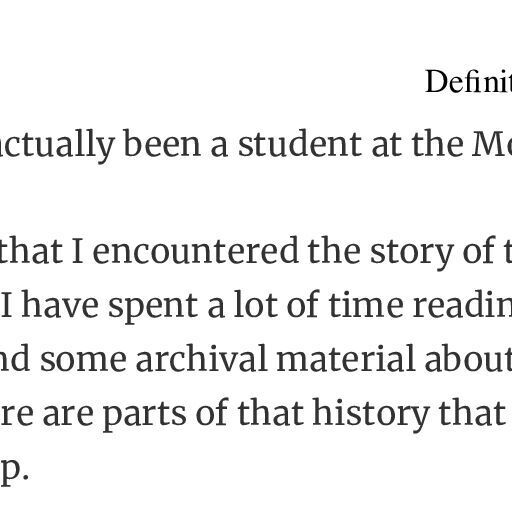 Definit
actually been a student at the Mo
that I encountered the story of t
I have spent a lot of time readin
nd some archival material about
re are parts of that history that
p.